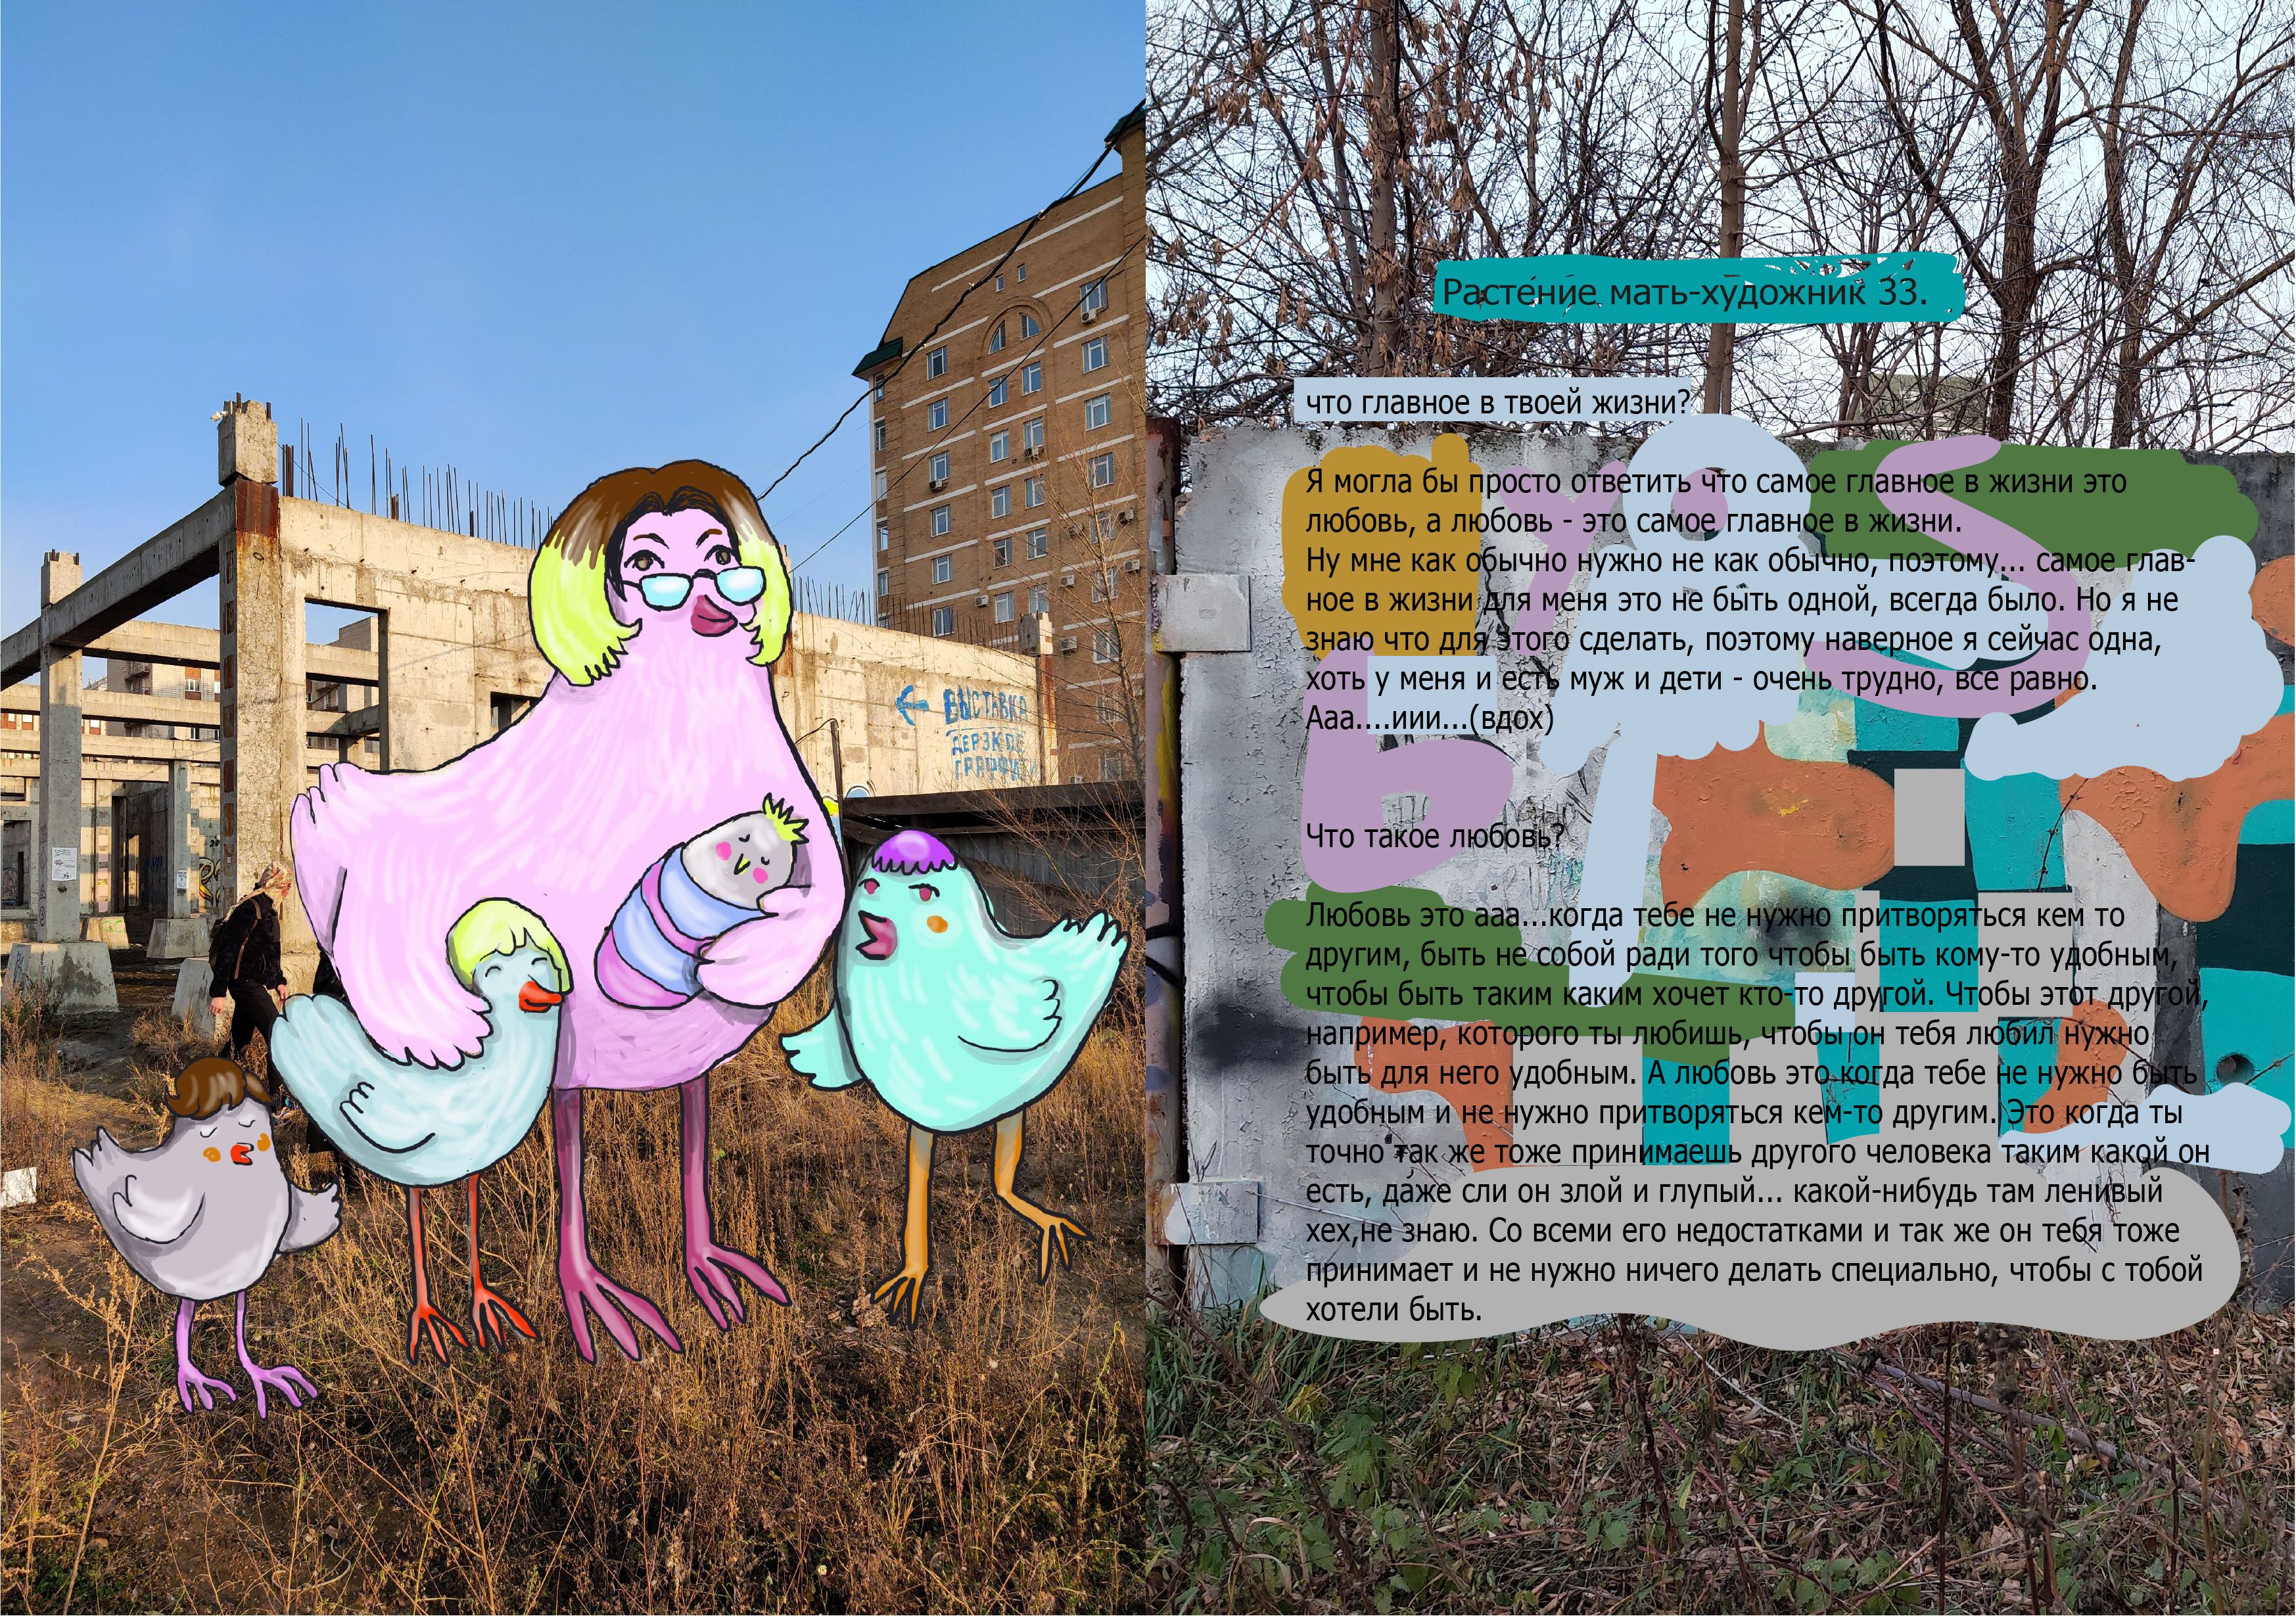 ← ВЫСТАВКА
ДЕРЗКОЕ
ГРАФФИ
Растение мать-художник 33.
что главное в твоей жизни?
Я могла бы просто ответить что самое главное в жизни это
любовь, а любовь - это самое главное в жизни.
Ну мне как обычно нужно не как обычно, поэтому... самое глав-
ное в жизни для меня это не быть одной, всегда было. Но я не
знаю что для этого сделать, поэтому наверное я сейчас одна,
хоть у меня и есть муж и дети - очень трудно, все равно.
Ааа....иии...(вдох)
Что такое любовь?
Любовь это ааа...когда тебе не нужно притворяться кем то
другим, быть не собой ради того чтобы быть кому-то удобным,
чтобы быть таким каким хочет кто-то другой. Чтобы этот другой,
например, которого ты любишь, чтобы он тебя любил нужно
быть для него удобным. А любовь это когда тебе не нужно быть
удобным и не нужно притворяться кем-то другим. Это когда ты
точно так же тоже принимаешь другого человека таким какой он
есть, даже сли он злой и глупый... какой-нибудь там ленивый
хех,не знаю. Со всеми его недостатками и так же он тебя тоже
принимает и не нужно ничего делать специально, чтобы с тобой
хотели быть.